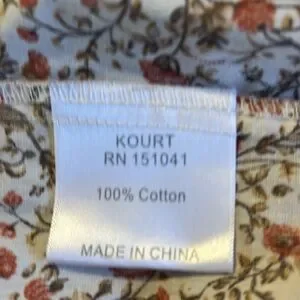 KOURT
RN 151041
100% Cotton
MADE IN CHINA